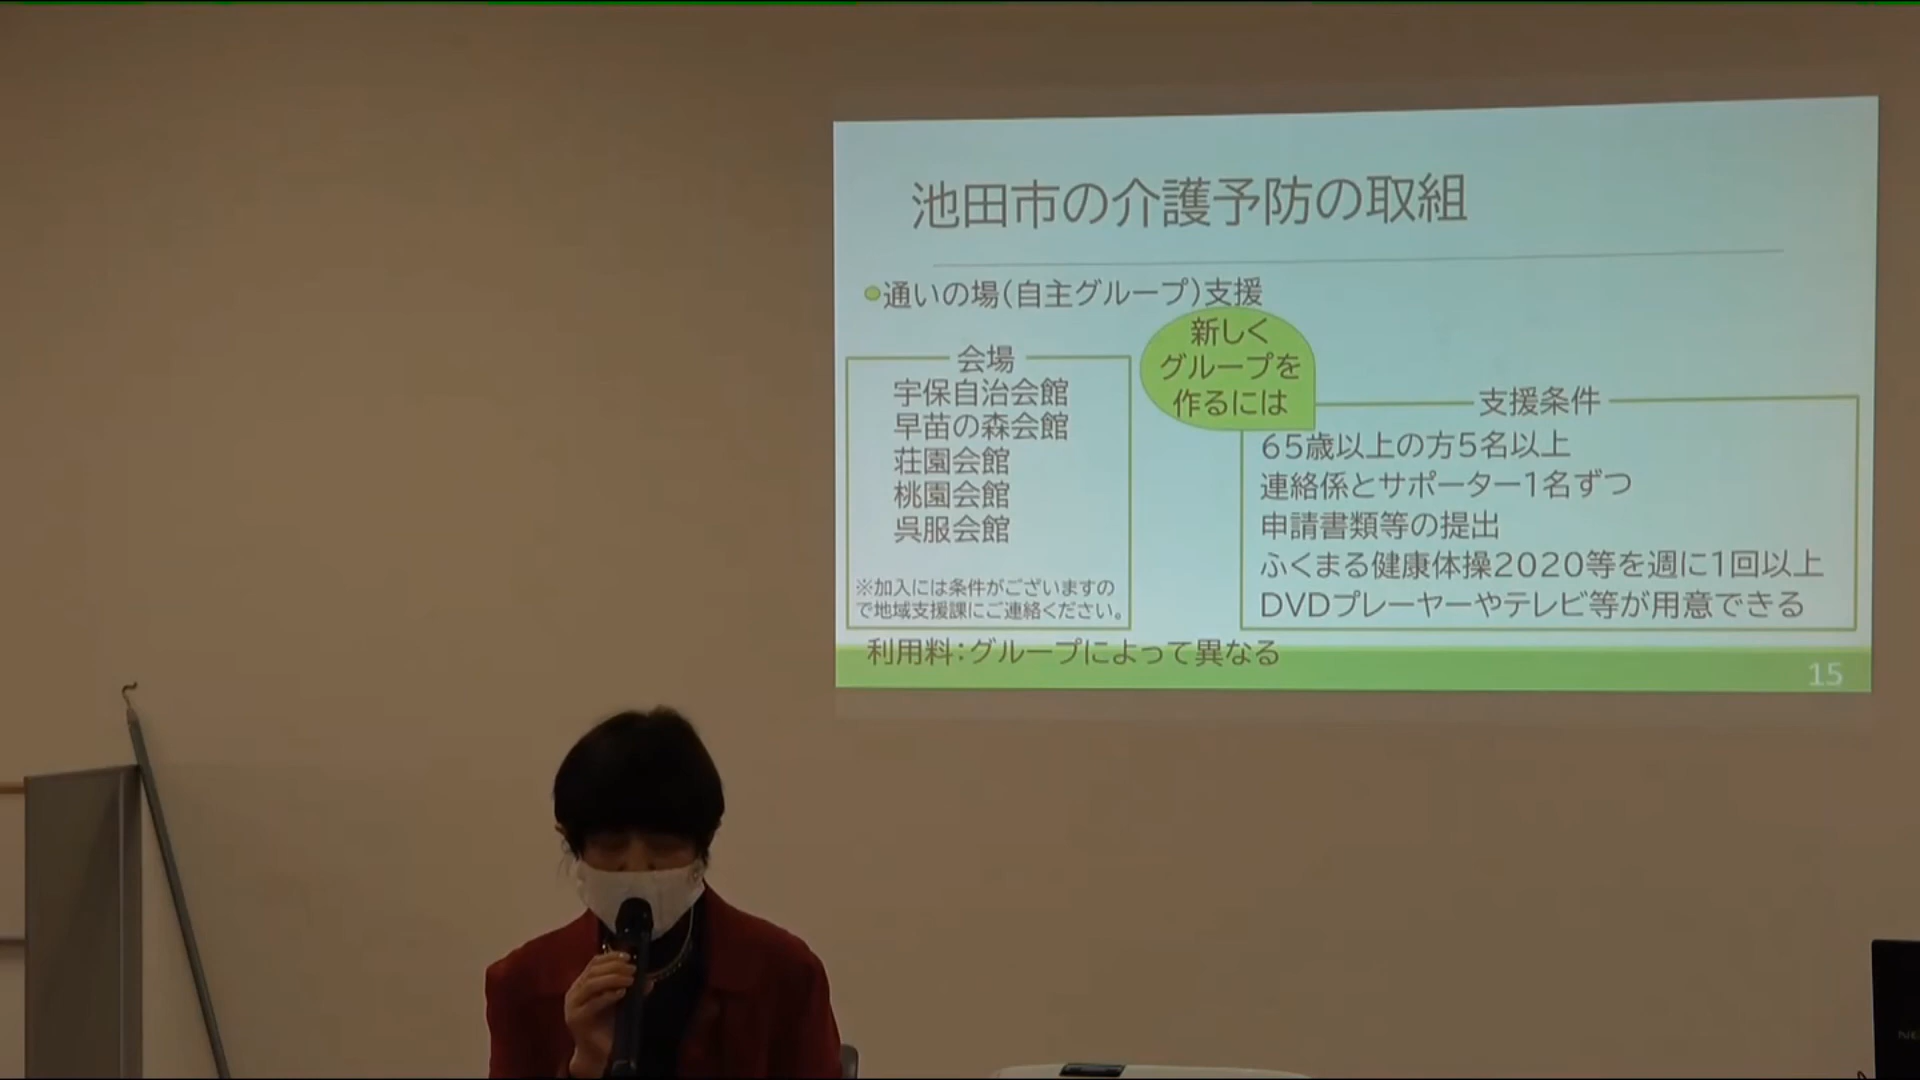 池田市の介護予防の取組
●通いの場(自主グループ)支援
会場
宇保自治会館
早苗の森会館
荘園会館
桃園会館
呉服会館
※加入には条件がございますの
で地域支援課にご連絡ください。
新しく
グループを
作るには
支援条件
65歳以上の方5名以上
連絡係とサポーター1名ずつ
申請書類等の提出
ふくまる健康体操2020等を週に1回以上
DVDプレーヤーやテレビ等が用意できる
利用料:グループによって異なる
15